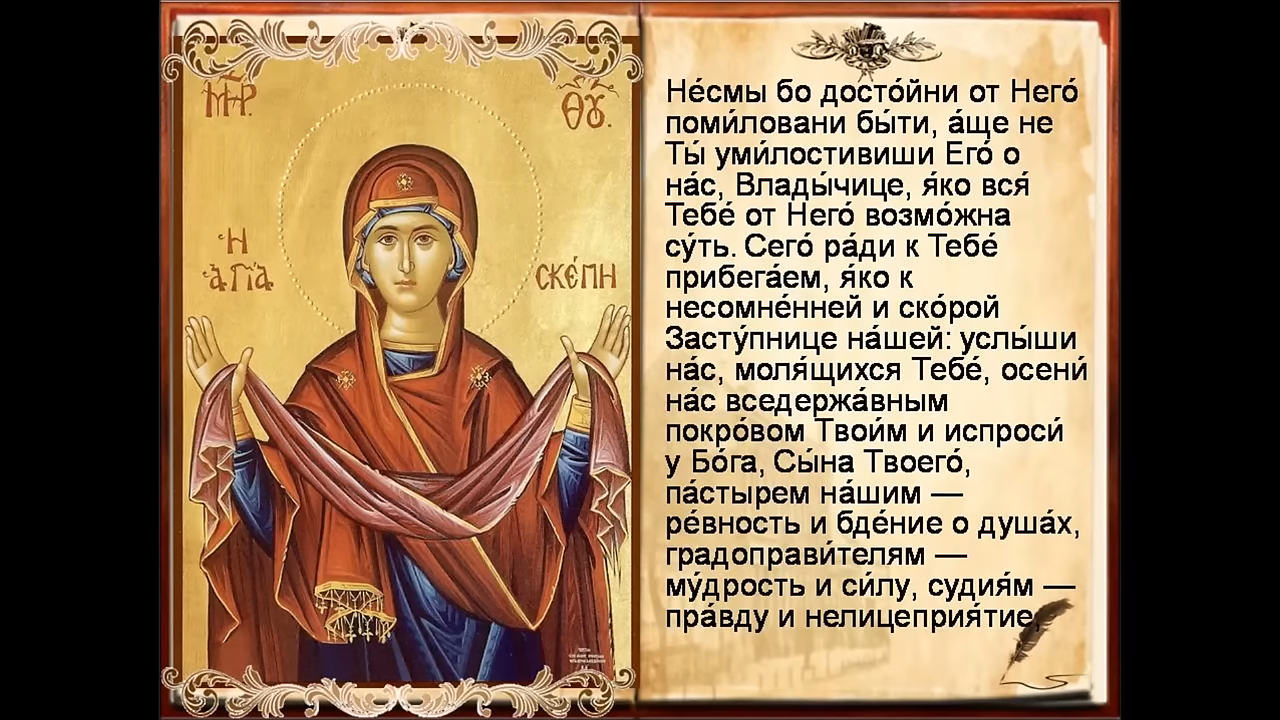 ΜΡ.
ΘΥ.
Ἡ
ἉΓΊΑ
ΣΚΕΠΗ
Не́смы бо досто́йни от Него́
поми́ловани бы́ти, а́ще не
Ты́ уми́лостивиши Его́ о
на́с, Влады́чице, я́ко вся́
Тебе́ от Него́ возмо́жна
су́ть. Сего́ ра́ди к Тебе́
прибега́ем, я́ко к
несомне́нней и ско́рой
Засту́пнице на́шей: услы́ши
на́с, моля́щихся Тебе́, осени́
на́с вседержа́вным
покро́вом Твои́м и испроси́
у Бо́га, Сы́на Твоего́,
па́стырем на́шим —
ре́вность и бде́ние о душа́х,
градоправи́телям —
му́дрость и си́лу, судия́м —
пра́вду и нелицеприя́тие,